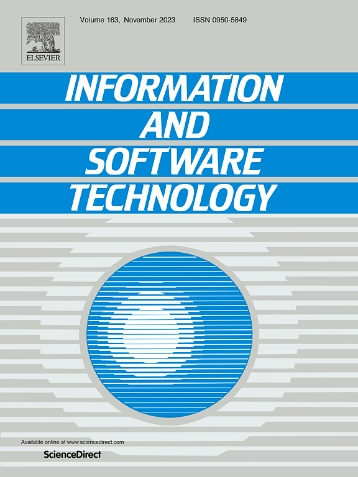 Volume 163, November 2023 ISSN 0950-5849
ELSEVIER
INFORMATION
AND
SOFTWARE
TECHNOLOGY
Available online at www.sciencedirect.com
ScienceDirect